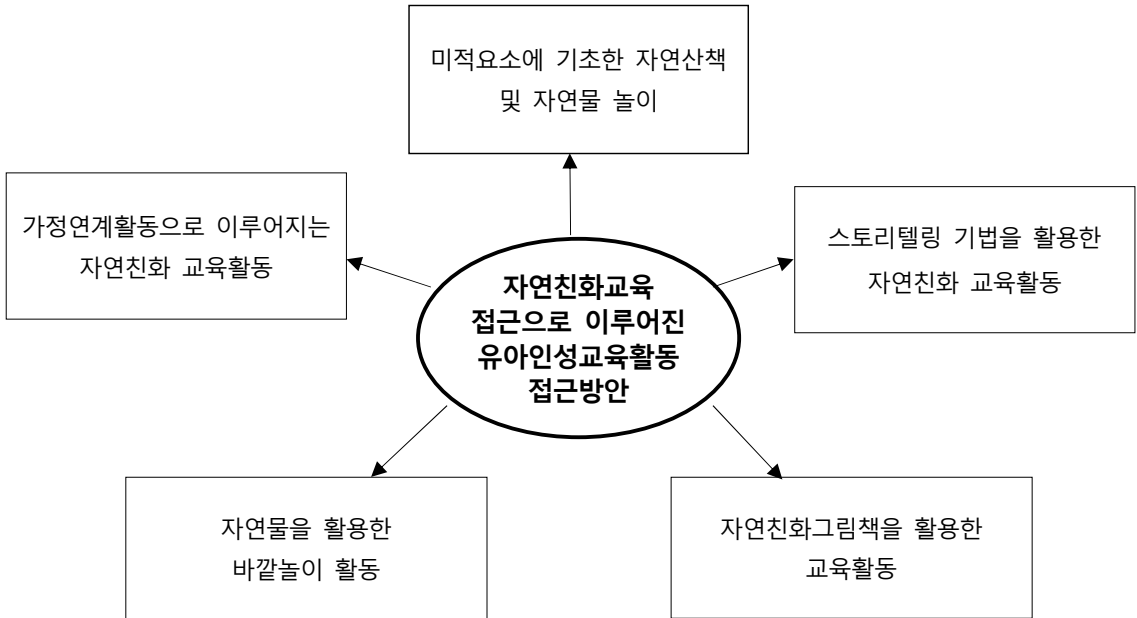 미적요소에 기초한 자연산책
및 자연물 놀이
가정연계활동으로 이루어지는
자연친화 교육활동
스토리텔링 기법을 활용한
자연친화 교육활동
자연친화교육
접근으로 이루어진
유아인성교육활동
접근방안
자연물을 활용한
바깥놀이 활동
자연친화그림책을 활용한
교육활동